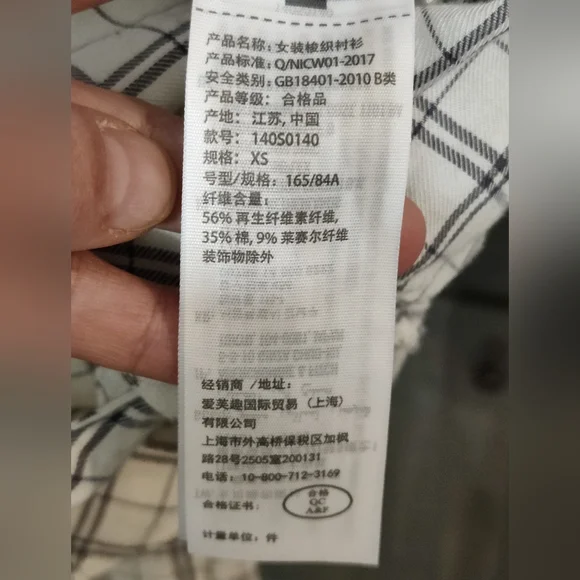 产品名称: 女装梭织衬衫
产品标准: Q/NICW01-2017
安全类别: GB18401-2010 B类
产品等级: 合格品
产地: 江苏, 中国
款号: 140S0140
规格: XS
号型/规格: 165/84A
纤维含量:
56% 再生纤维素纤维,
35% 棉, 9% 莱赛尔纤维
装饰物除外
经销商 /地址:
爱芙趣国际贸易 (上海)
有限公司
上海市外高桥保税区加枫
路28号2505室200131
电话: 10-800-712-3169
合格证书:
合格
QC
A&F
计量单位: 件